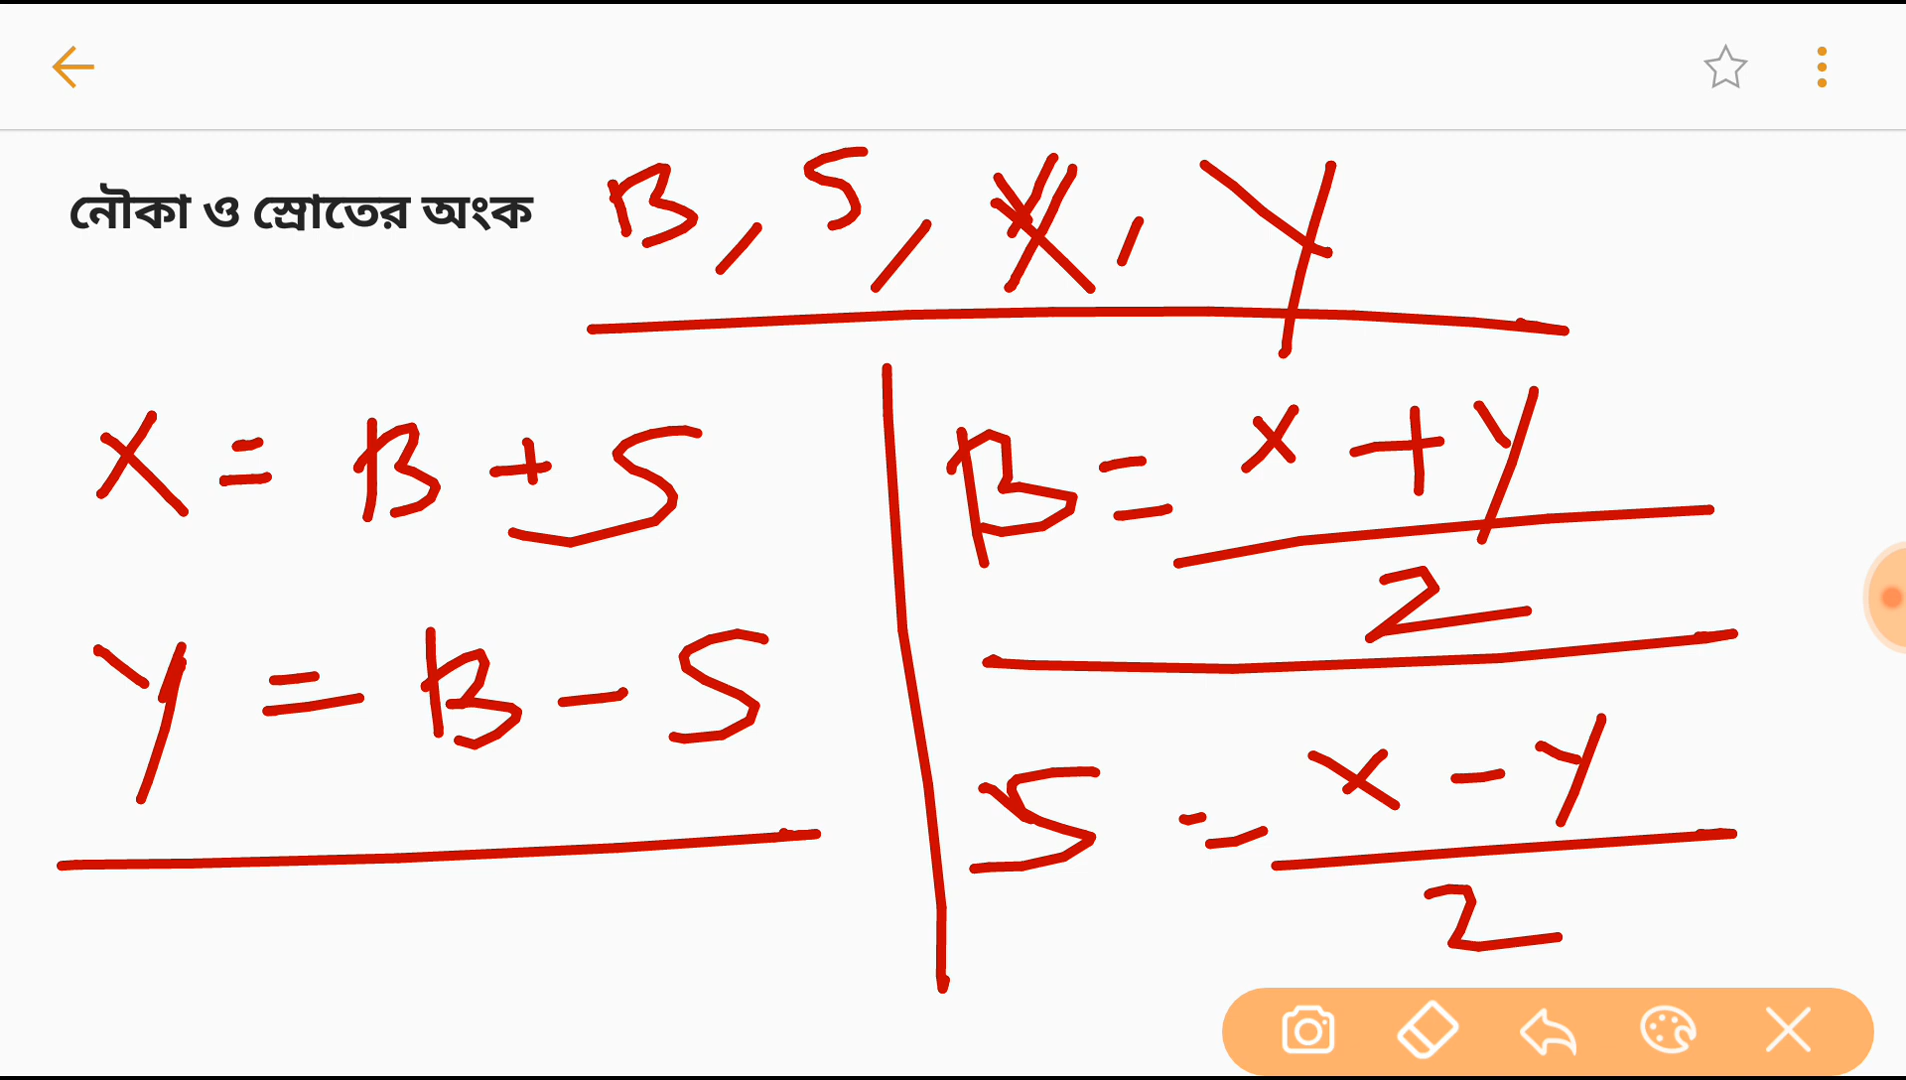 নৌকা ও স্রোতের অংক B, S, X, Y
X = B + S
Y = B - S
B = x + y
2
S = x - y
2